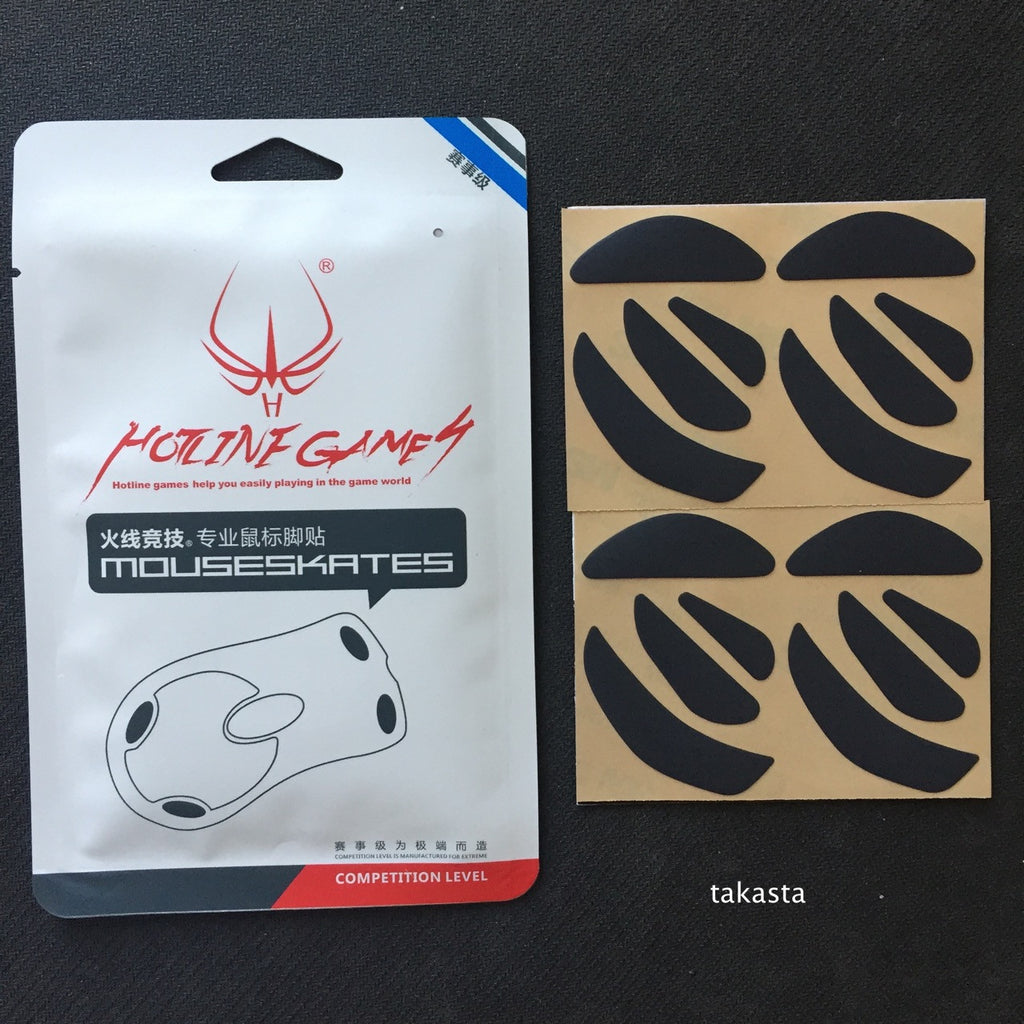 赛事级
®
HOTLINE GAMES
Hotline games help you easily playing in the game world
火线竞技® 专业鼠标脚贴
MOUSESKATES
赛事级为极端而造
COMPETITION LEVEL IS MANUFACTURED FOR EXTREME
COMPETITION LEVEL
takasta